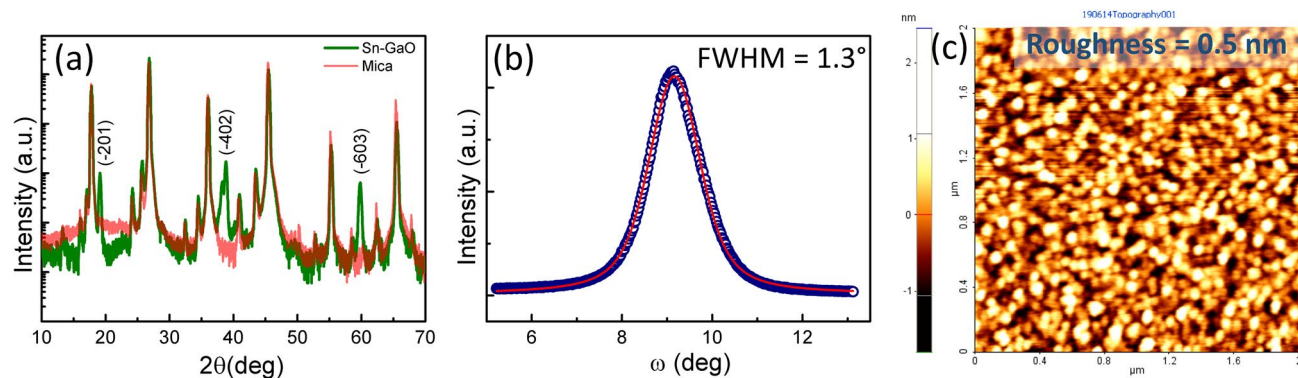 (a)
Sn-GaO
Mica
(-201)
(-402)
(-603)
Intensity (a.u.)
10 20 30 40 50 60 70
2θ(deg)
(b)
FWHM = 1.3°
Intensity (a.u.)
6 8 10 12
ω (deg)
190614Topography001
nm
2
1
0
-1
(c)
Roughness = 0.5 nm
2
1.6
1.2
µm
0.8
0.4
0
0 0.4 0.8 1.2 1.6 2
µm